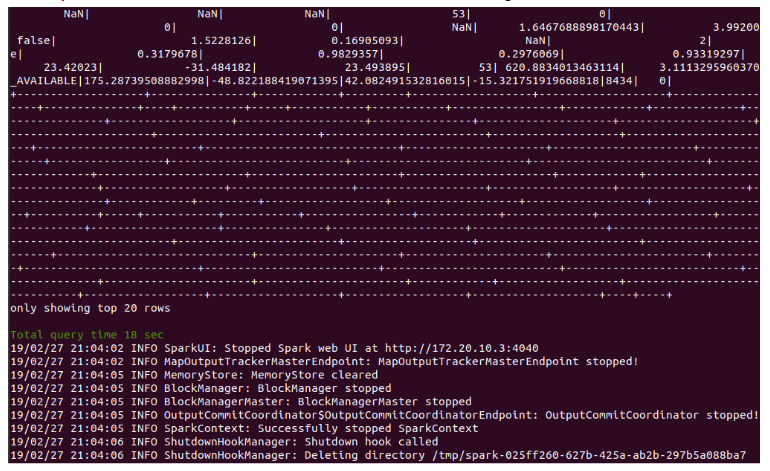 NaN| NaN| NaN| 53| 0|
0| 0| NaN| 1.6467688898170443| 3.99200
false| 1.5228126| 0.16905093| NaN| 2|
e| 0.3179678| 0.9829357| 0.2976069| 0.93319297|
23.42023| -31.484182| 23.493895| 53| 620.8834013463114| 3.1113295960370
_AVAILABLE|175.28739508882998|-48.822188419071395|42.082491532816015|-15.321751919668818|8434| 0|
only showing top 20 rows
Total query time 18 sec
19/02/27 21:04:02 INFO SparkUI: Stopped Spark web UI at http://172.20.10.3:4040
19/02/27 21:04:02 INFO MapOutputTrackerMasterEndpoint: MapOutputTrackerMasterEndpoint stopped!
19/02/27 21:04:05 INFO MemoryStore: MemoryStore cleared
19/02/27 21:04:05 INFO BlockManager: BlockManager stopped
19/02/27 21:04:05 INFO BlockManagerMaster: BlockManagerMaster stopped
19/02/27 21:04:05 INFO OutputCommitCoordinator$OutputCommitCoordinatorEndpoint: OutputCommitCoordinator stopped!
19/02/27 21:04:05 INFO SparkContext: Successfully stopped SparkContext
19/02/27 21:04:06 INFO ShutdownHookManager: Shutdown hook called
19/02/27 21:04:06 INFO ShutdownHookManager: Deleting directory /tmp/spark-025ff260-627b-425a-ab2b-297b5a088ba7